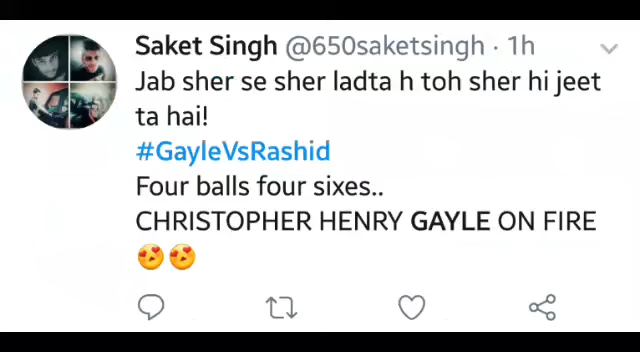 Saket Singh @650saketsingh · 1h
Jab sher se sher ladta h toh sher hi jeet
ta hai!
#GayleVsRashid
Four balls four sixes..
CHRISTOPHER HENRY GAYLE ON FIRE
😍😍